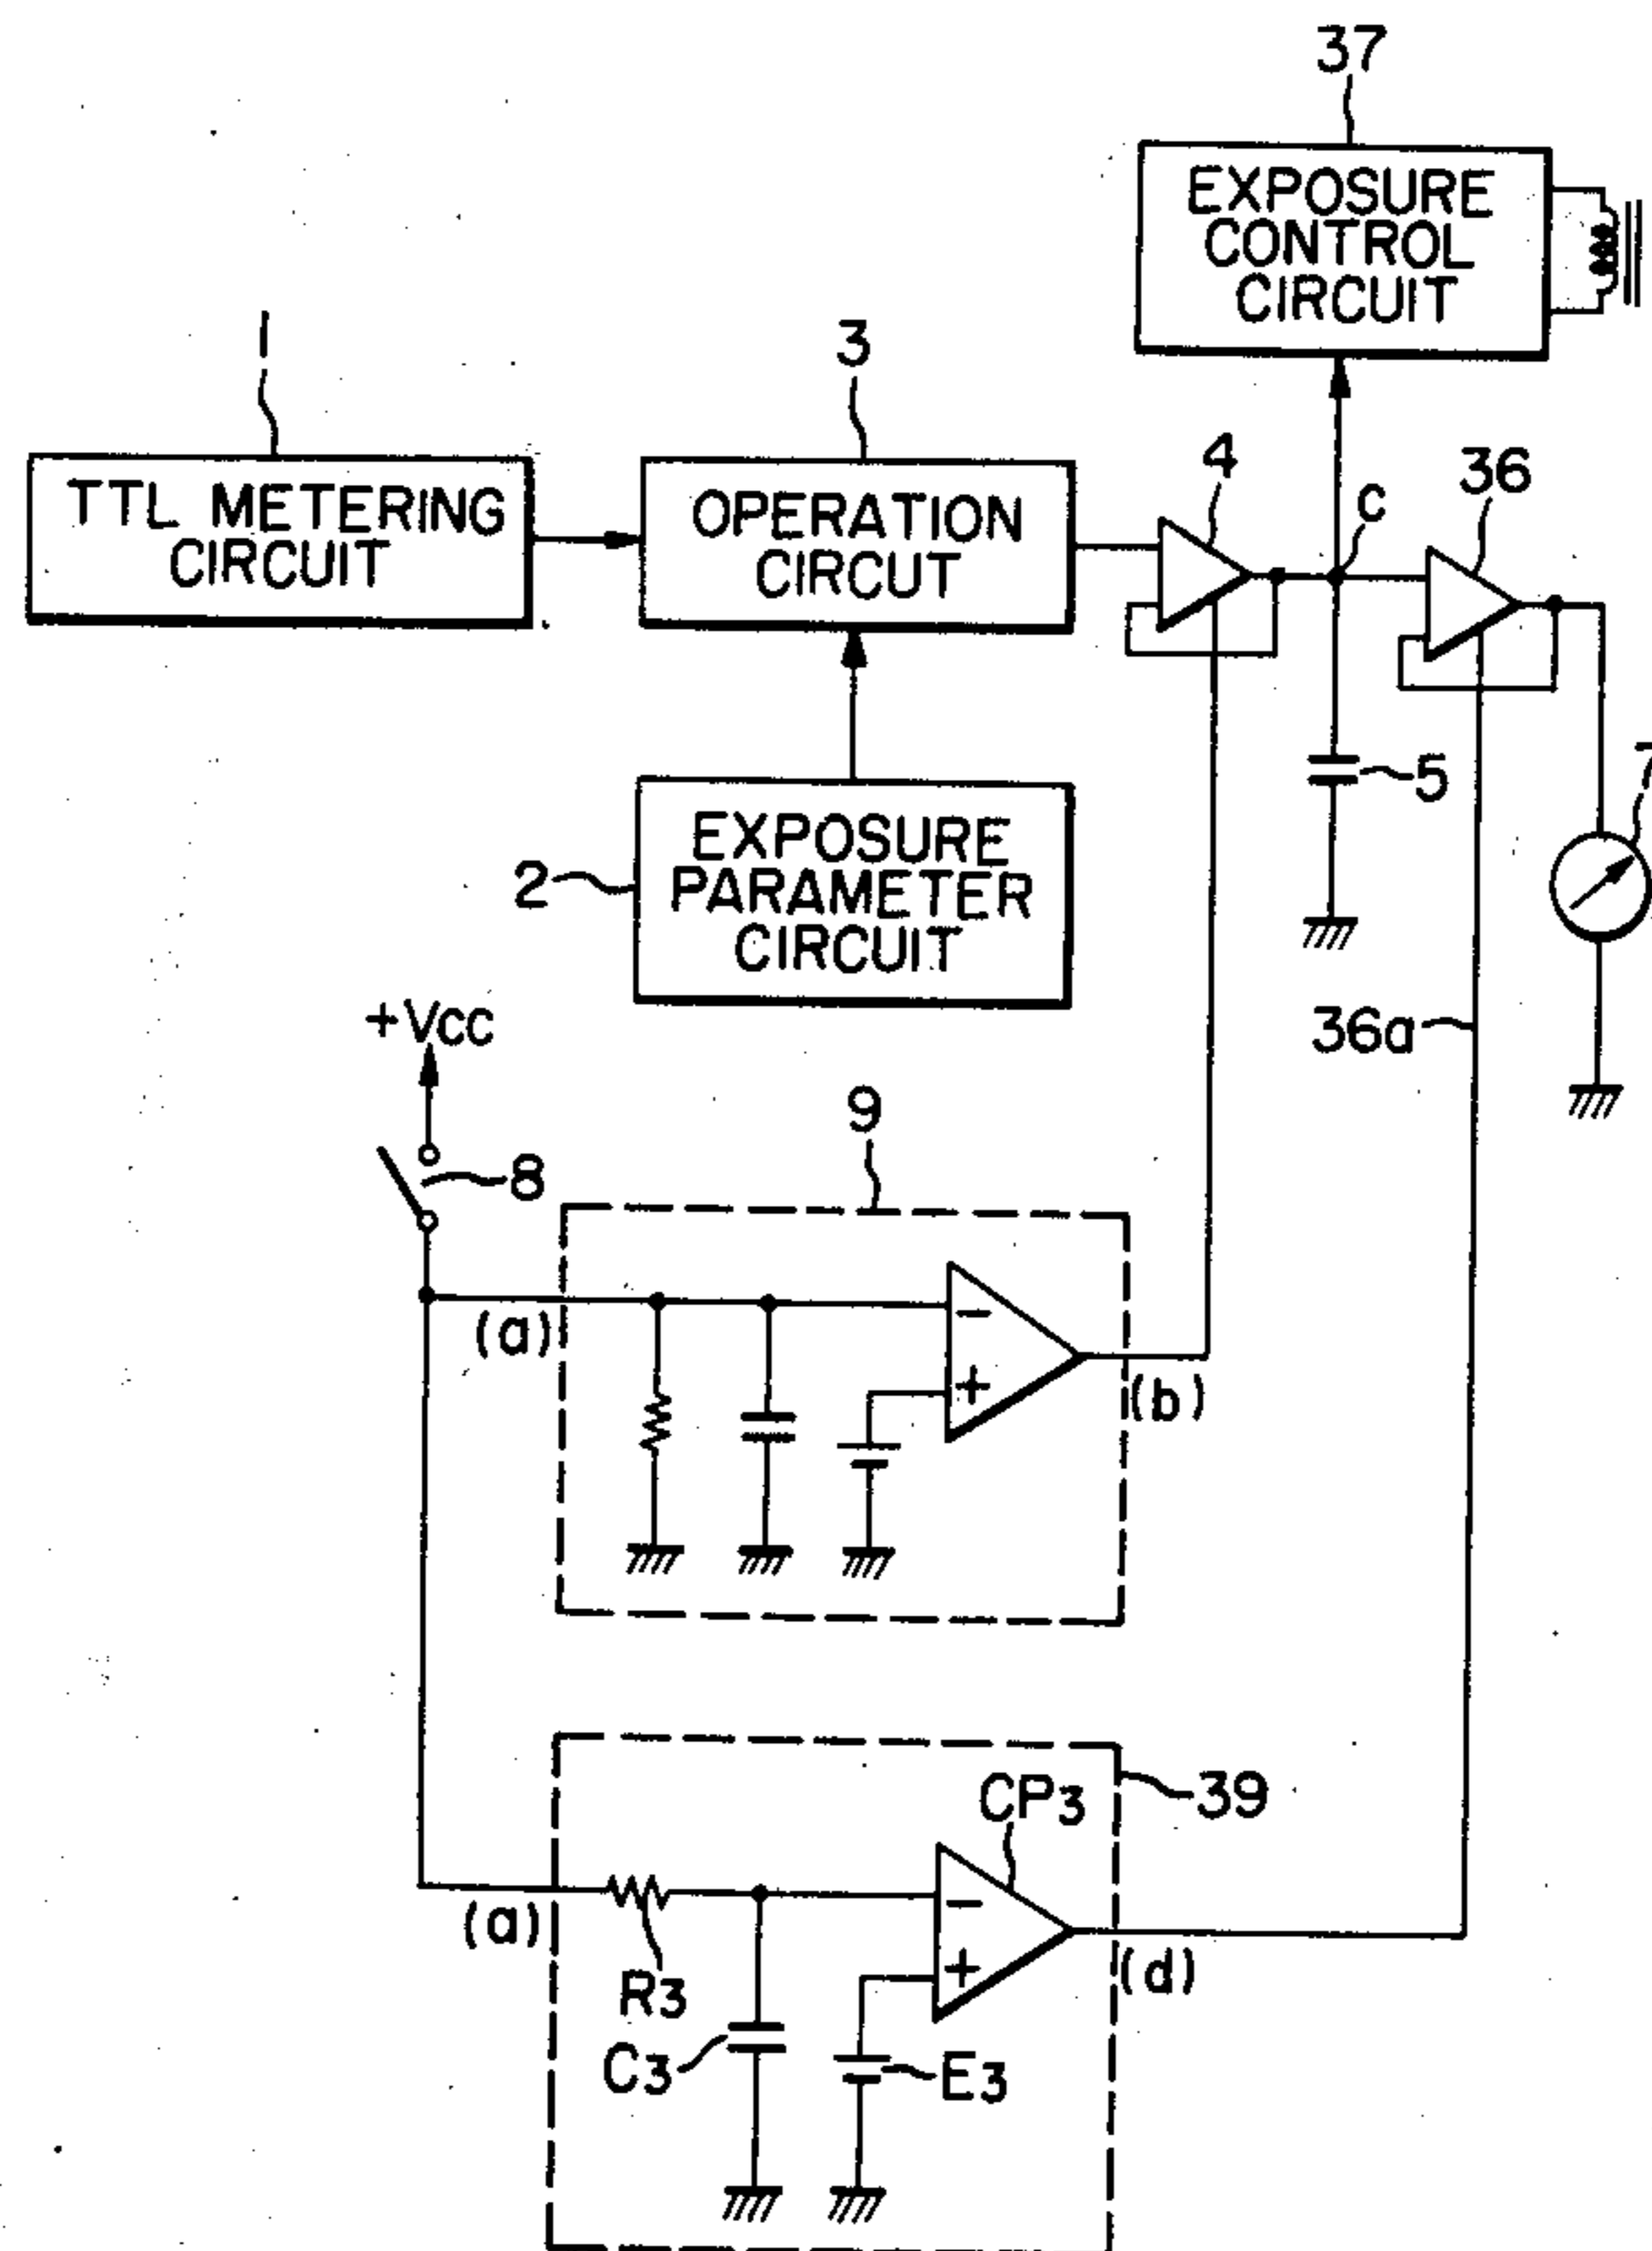 37
EXPOSURE
CONTROL
CIRCUIT
1
3
TTL METERING
CIRCUIT
OPERATION
CIRCUT
4
C
36
5
7
2
EXPOSURE
PARAMETER
CIRCUIT
36a
+Vcc
8
9
(a)
−
+
(b)
39
CP3
(a)
R3
−
+
(d)
C3
E3